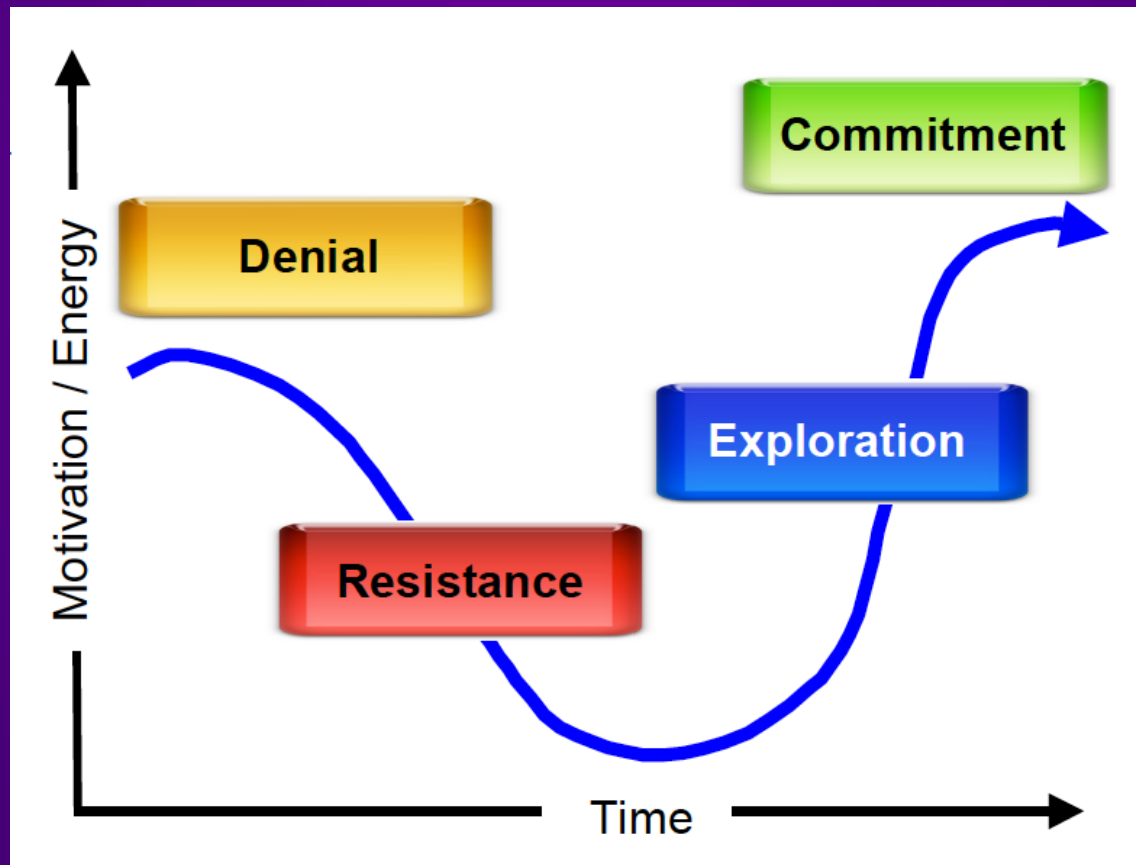 Commitment
Denial
Motivation / Energy
Exploration
Resistance
Time